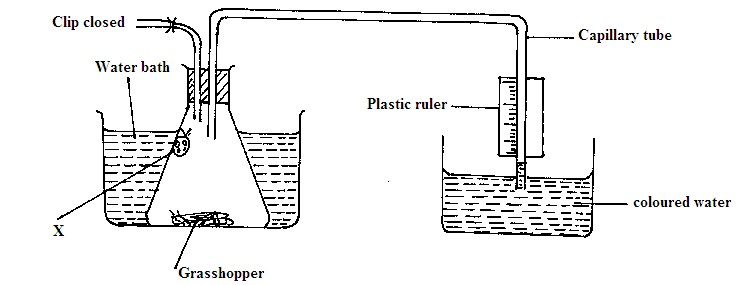 Clip closed
Capillary tube
Water bath
Plastic ruler
coloured water
X
Grasshopper